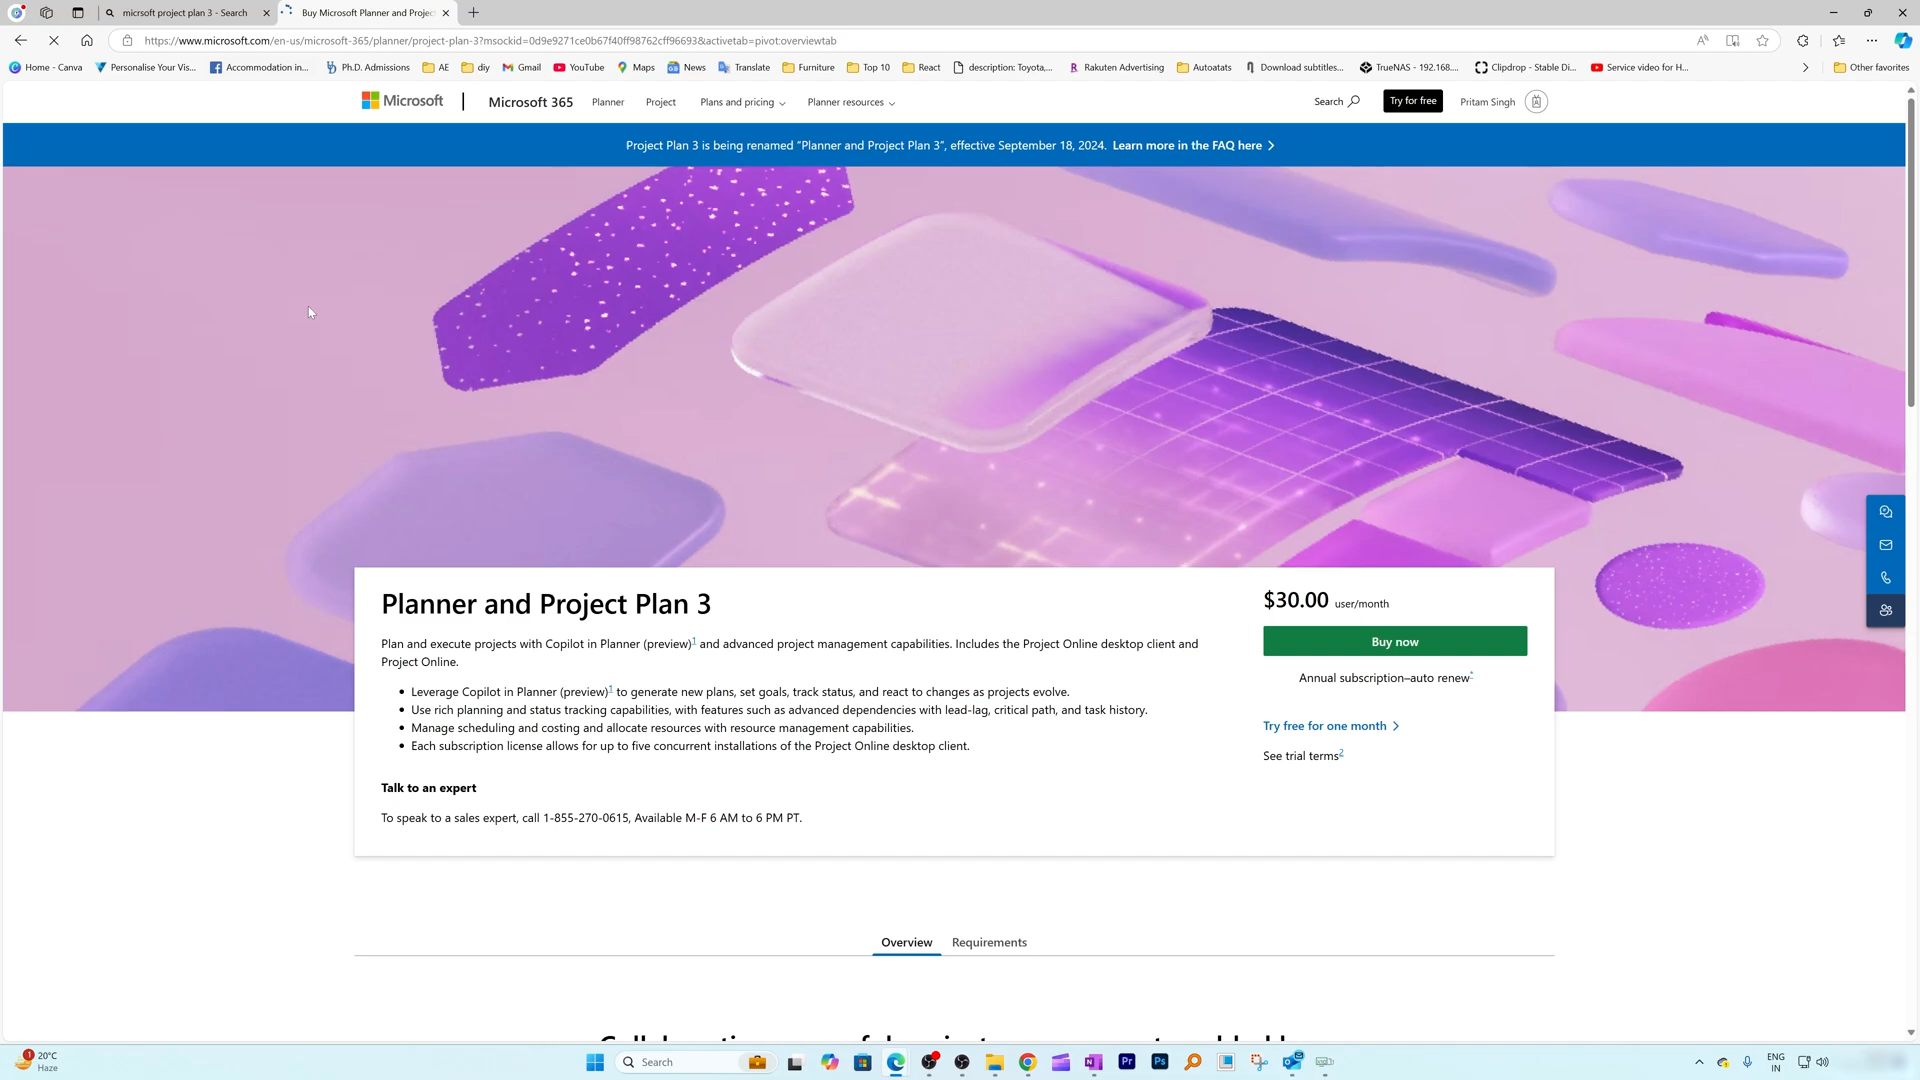 micrsoft project plan 3 - Search
Buy Microsoft Planner and Projec
https://www.microsoft.com/en-us/microsoft-365/planner/project-plan-3?msockid=0d9e9271ce0b67f40ff98762cff96693&activetab=pivot:overviewtab
Home - Canva
Personalise Your Vis...
Accommodation in...
Ph.D. Admissions
AE
diy
Gmail
YouTube
Maps
News
Translate
Furniture
Top 10
React
description: Toyota,...
Rakuten Advertising
Autoatats
Download subtitles...
TrueNAS - 192.168....
Clipdrop - Stable Di...
Service video for H...
Other favorites
Microsoft
Microsoft 365
Planner
Project
Plans and pricing
Planner resources
Search
Try for free
Pritam Singh
Project Plan 3 is being renamed “Planner and Project Plan 3”, effective September 18, 2024. Learn more in the FAQ here
Planner and Project Plan 3
Plan and execute projects with Copilot in Planner (preview)1 and advanced project management capabilities. Includes the Project Online desktop client and
Project Online.
• Leverage Copilot in Planner (preview)1 to generate new plans, set goals, track status, and react to changes as projects evolve.
• Use rich planning and status tracking capabilities, with features such as advanced dependencies with lead-lag, critical path, and task history.
• Manage scheduling and costing and allocate resources with resource management capabilities.
• Each subscription license allows for up to five concurrent installations of the Project Online desktop client.
Talk to an expert
To speak to a sales expert, call 1-855-270-0615, Available M-F 6 AM to 6 PM PT.
$30.00 user/month
Buy now
Annual subscription–auto renew*
Try free for one month
See trial terms2
Overview
Requirements
1
20°C
Haze
Search
ENG
IN